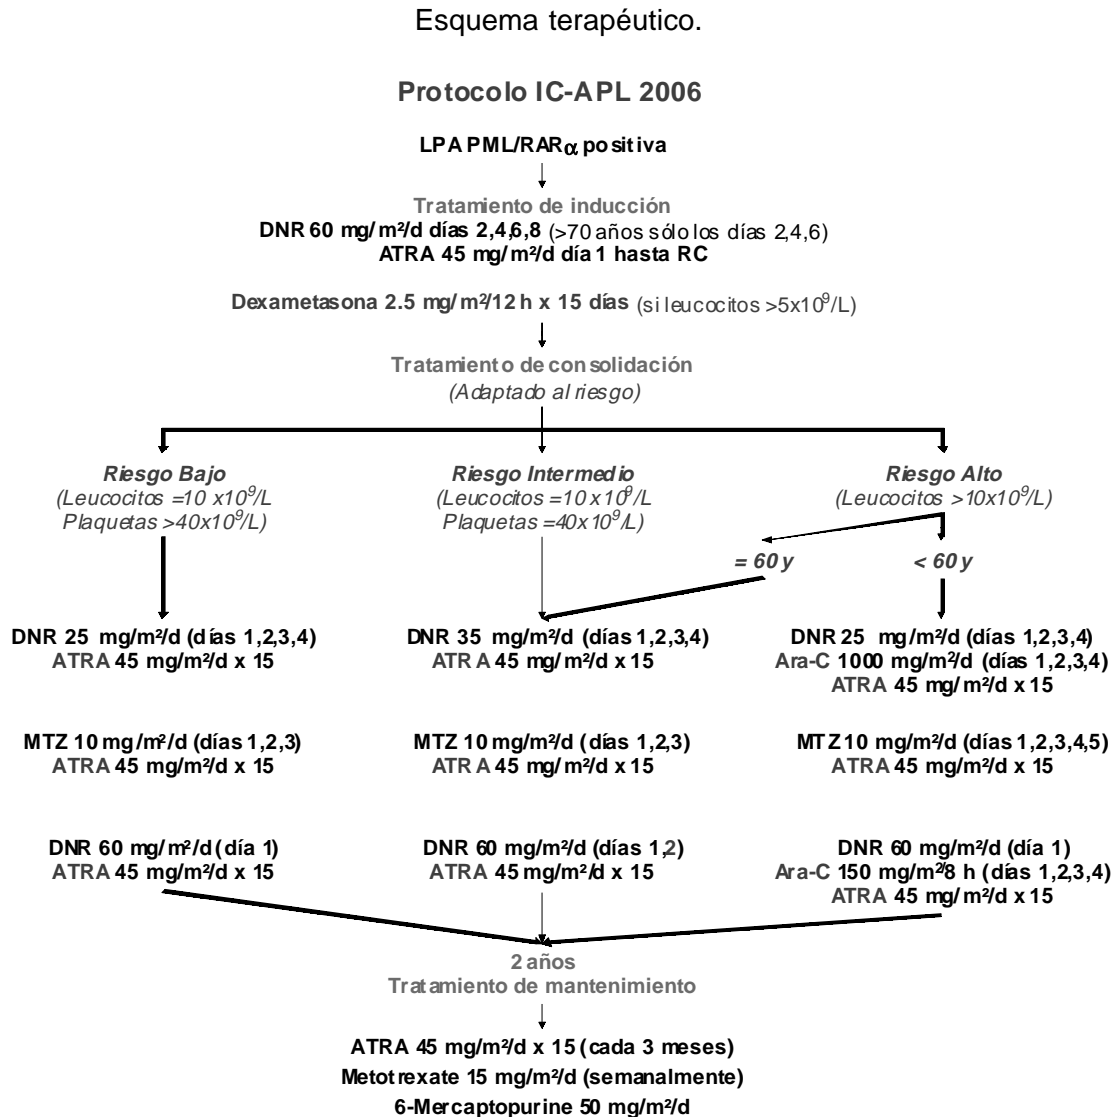 Esquema terapéutico.
Protocolo IC-APL 2006
LPA PML/RARα positiva
Tratamiento de inducción
DNR 60 mg/m²/d días 2,4,6,8 (>70 años sólo los días 2,4,6)
ATRA 45 mg/m²/d día 1 hasta RC
Dexametasona 2.5 mg/m²/12 h x 15 días (si leucocitos >5x10⁹/L)
Tratamiento de consolidación
(Adaptado al riesgo)
Riesgo Bajo
(Leucocitos =10 x10⁹/L
Plaquetas >40x10⁹/L)
Riesgo Intermedio
(Leucocitos =10 x10⁹/L
Plaquetas =40x10⁹/L)
Riesgo Alto
(Leucocitos >10x10⁹/L)
= 60 y
< 60 y
DNR 25 mg/m²/d (días 1,2,3,4)
ATRA 45 mg/m²/d x 15
DNR 35 mg/m²/d (días 1,2,3,4)
ATRA 45 mg/m²/d x 15
DNR 25 mg/m²/d (días 1,2,3,4)
Ara-C 1000 mg/m²/d (días 1,2,3,4)
ATRA 45 mg/m²/d x 15
MTZ 10 mg/m²/d (días 1,2,3)
ATRA 45 mg/m²/d x 15
MTZ 10 mg/m²/d (días 1,2,3)
ATRA 45 mg/m²/d x 15
MTZ 10 mg/m²/d (días 1,2,3,4,5)
ATRA 45 mg/m²/d x 15
DNR 60 mg/m²/d (día 1)
ATRA 45 mg/m²/d x 15
DNR 60 mg/m²/d (días 1,2)
ATRA 45 mg/m²/d x 15
DNR 60 mg/m²/d (día 1)
Ara-C 150 mg/m²/8 h (días 1,2,3,4)
ATRA 45 mg/m²/d x 15
2 años
Tratamiento de mantenimiento
ATRA 45 mg/m²/d x 15 (cada 3 meses)
Metotrexate 15 mg/m²/d (semanalmente)
6-Mercaptopurine 50 mg/m²/d